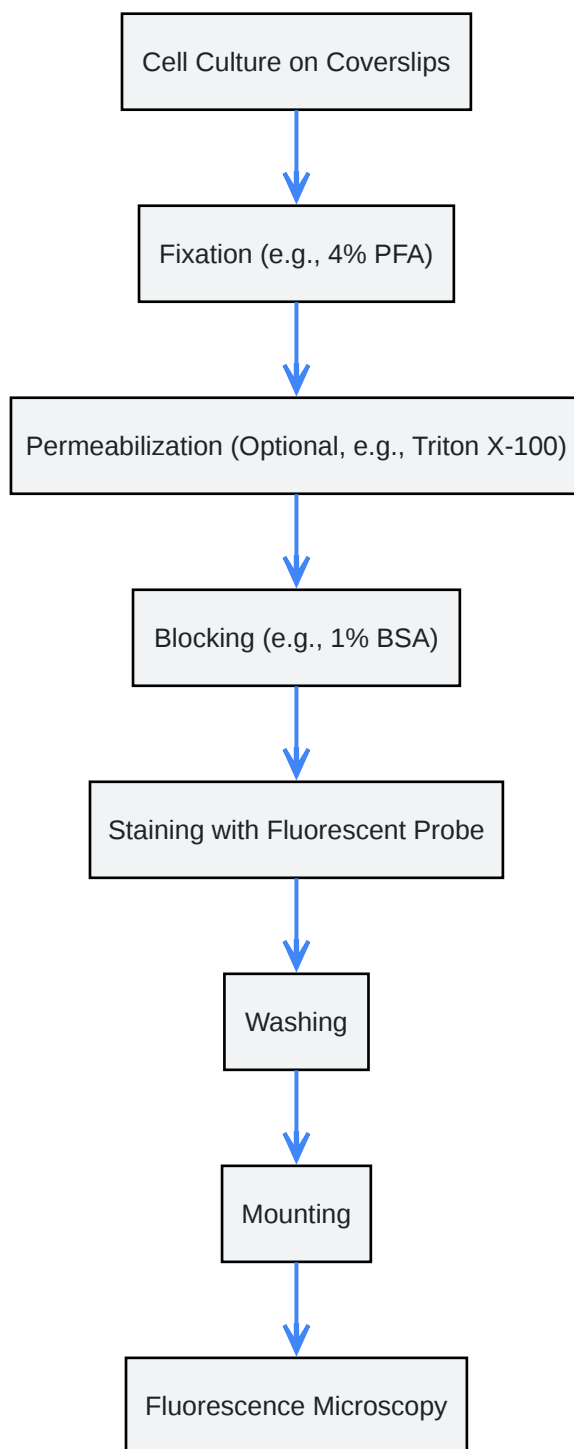 Cell Culture on Coverslips
Fixation (e.g., 4% PFA)
Permeabilization (Optional, e.g., Triton X-100)
Blocking (e.g., 1% BSA)
Staining with Fluorescent Probe
Washing
Mounting
Fluorescence Microscopy